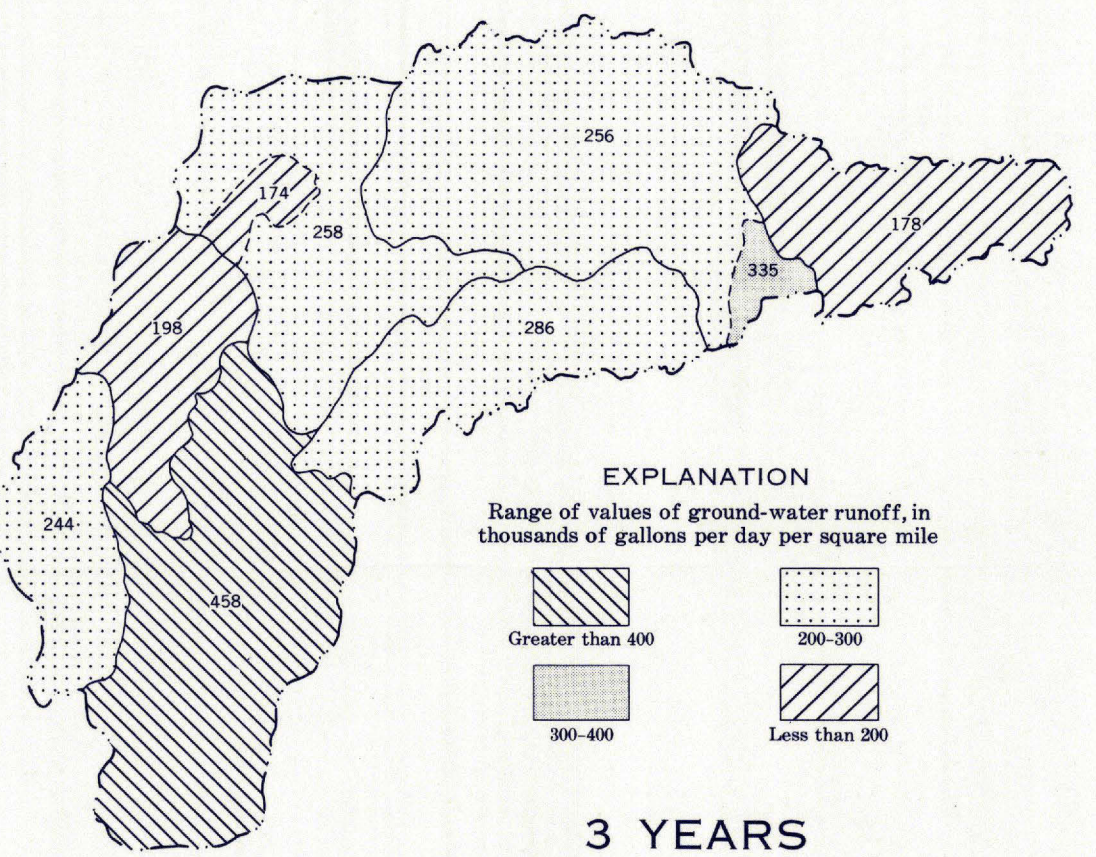 256
174
178
258
335
198
286
EXPLANATION
Range of values of ground-water runoff, in
thousands of gallons per day per square mile
244
458
Greater than 400
200-300
300-400
Less than 200
3 YEARS